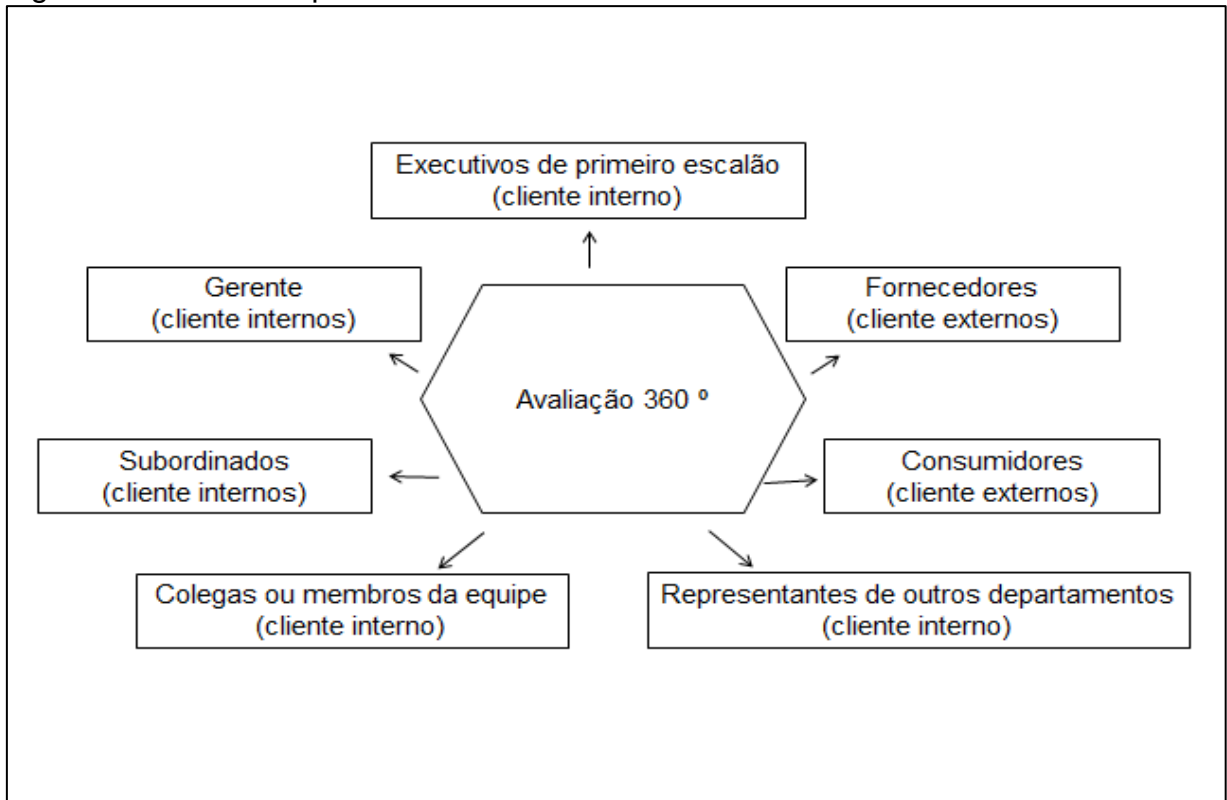 Executivos de primeiro escalão
(cliente interno)
Gerente
(cliente internos)
Fornecedores
(cliente externos)
Avaliação 360 º
Subordinados
(cliente internos)
Consumidores
(cliente externos)
Colegas ou membros da equipe
(cliente interno)
Representantes de outros departamentos
(cliente interno)